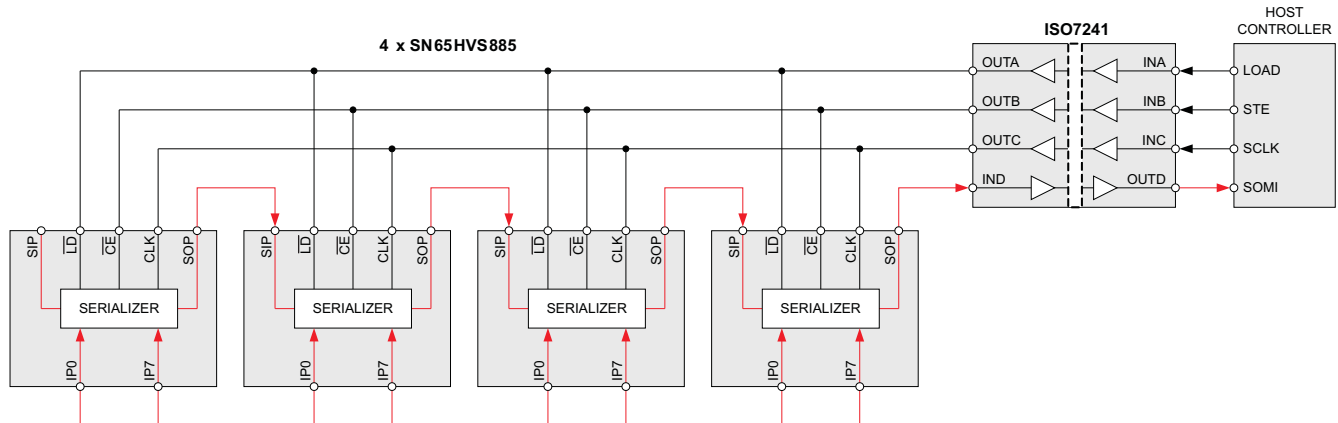 HOST
CONTROLLER
ISO7241
4 x SN65HVS885
OUTA
INA
LOAD
OUTB
INB
STE
OUTC
INC
SCLK
IND
OUTD
SOMI
SIP
LD
CE
CLK
SOP
SIP
LD
CE
CLK
SOP
SIP
LD
CE
CLK
SOP
SIP
LD
CE
CLK
SOP
SERIALIZER
SERIALIZER
SERIALIZER
SERIALIZER
IP0
IP7
IP0
IP7
IP0
IP7
IP0
IP7